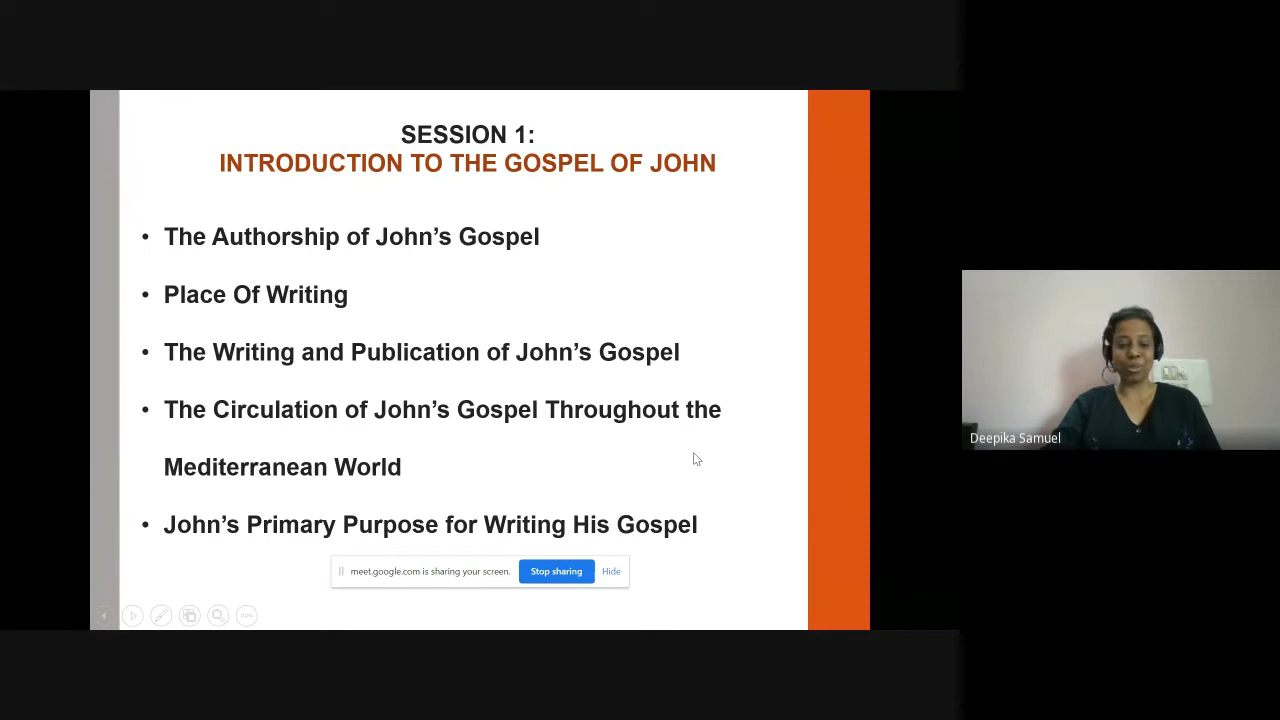 SESSION 1:
INTRODUCTION TO THE GOSPEL OF JOHN
• The Authorship of John’s Gospel
• Place Of Writing
• The Writing and Publication of John’s Gospel
• The Circulation of John’s Gospel Throughout the
Mediterranean World
• John’s Primary Purpose for Writing His Gospel
meet.google.com is sharing your screen. Stop sharing Hide
Deepika Samuel